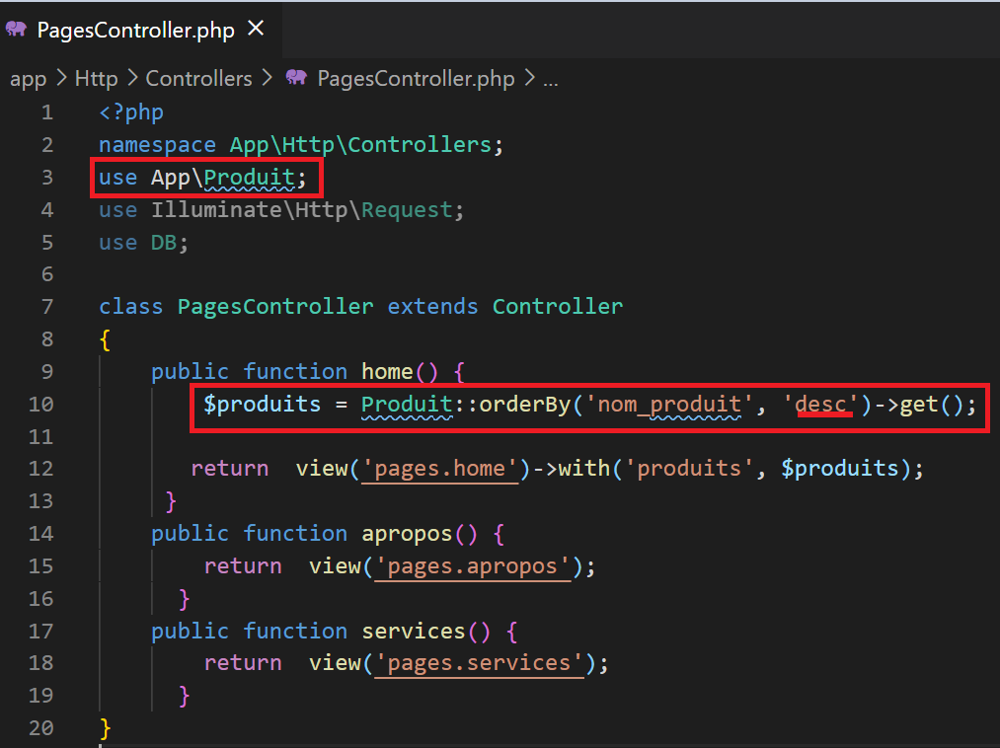 PagesController.php
app > Http > Controllers > PagesController.php > ...
1 <?php
2 namespace App\Http\Controllers;
3 use App\Produit;
4 use Illuminate\Http\Request;
5 use DB;
6
7 class PagesController extends Controller
8 {
9 public function home() {
10 $produits = Produit::orderBy('nom_produit', 'desc')->get();
11
12 return view('pages.home')->with('produits', $produits);
13 }
14 public function apropos() {
15 return view('pages.apropos');
16 }
17 public function services() {
18 return view('pages.services');
19 }
20 }